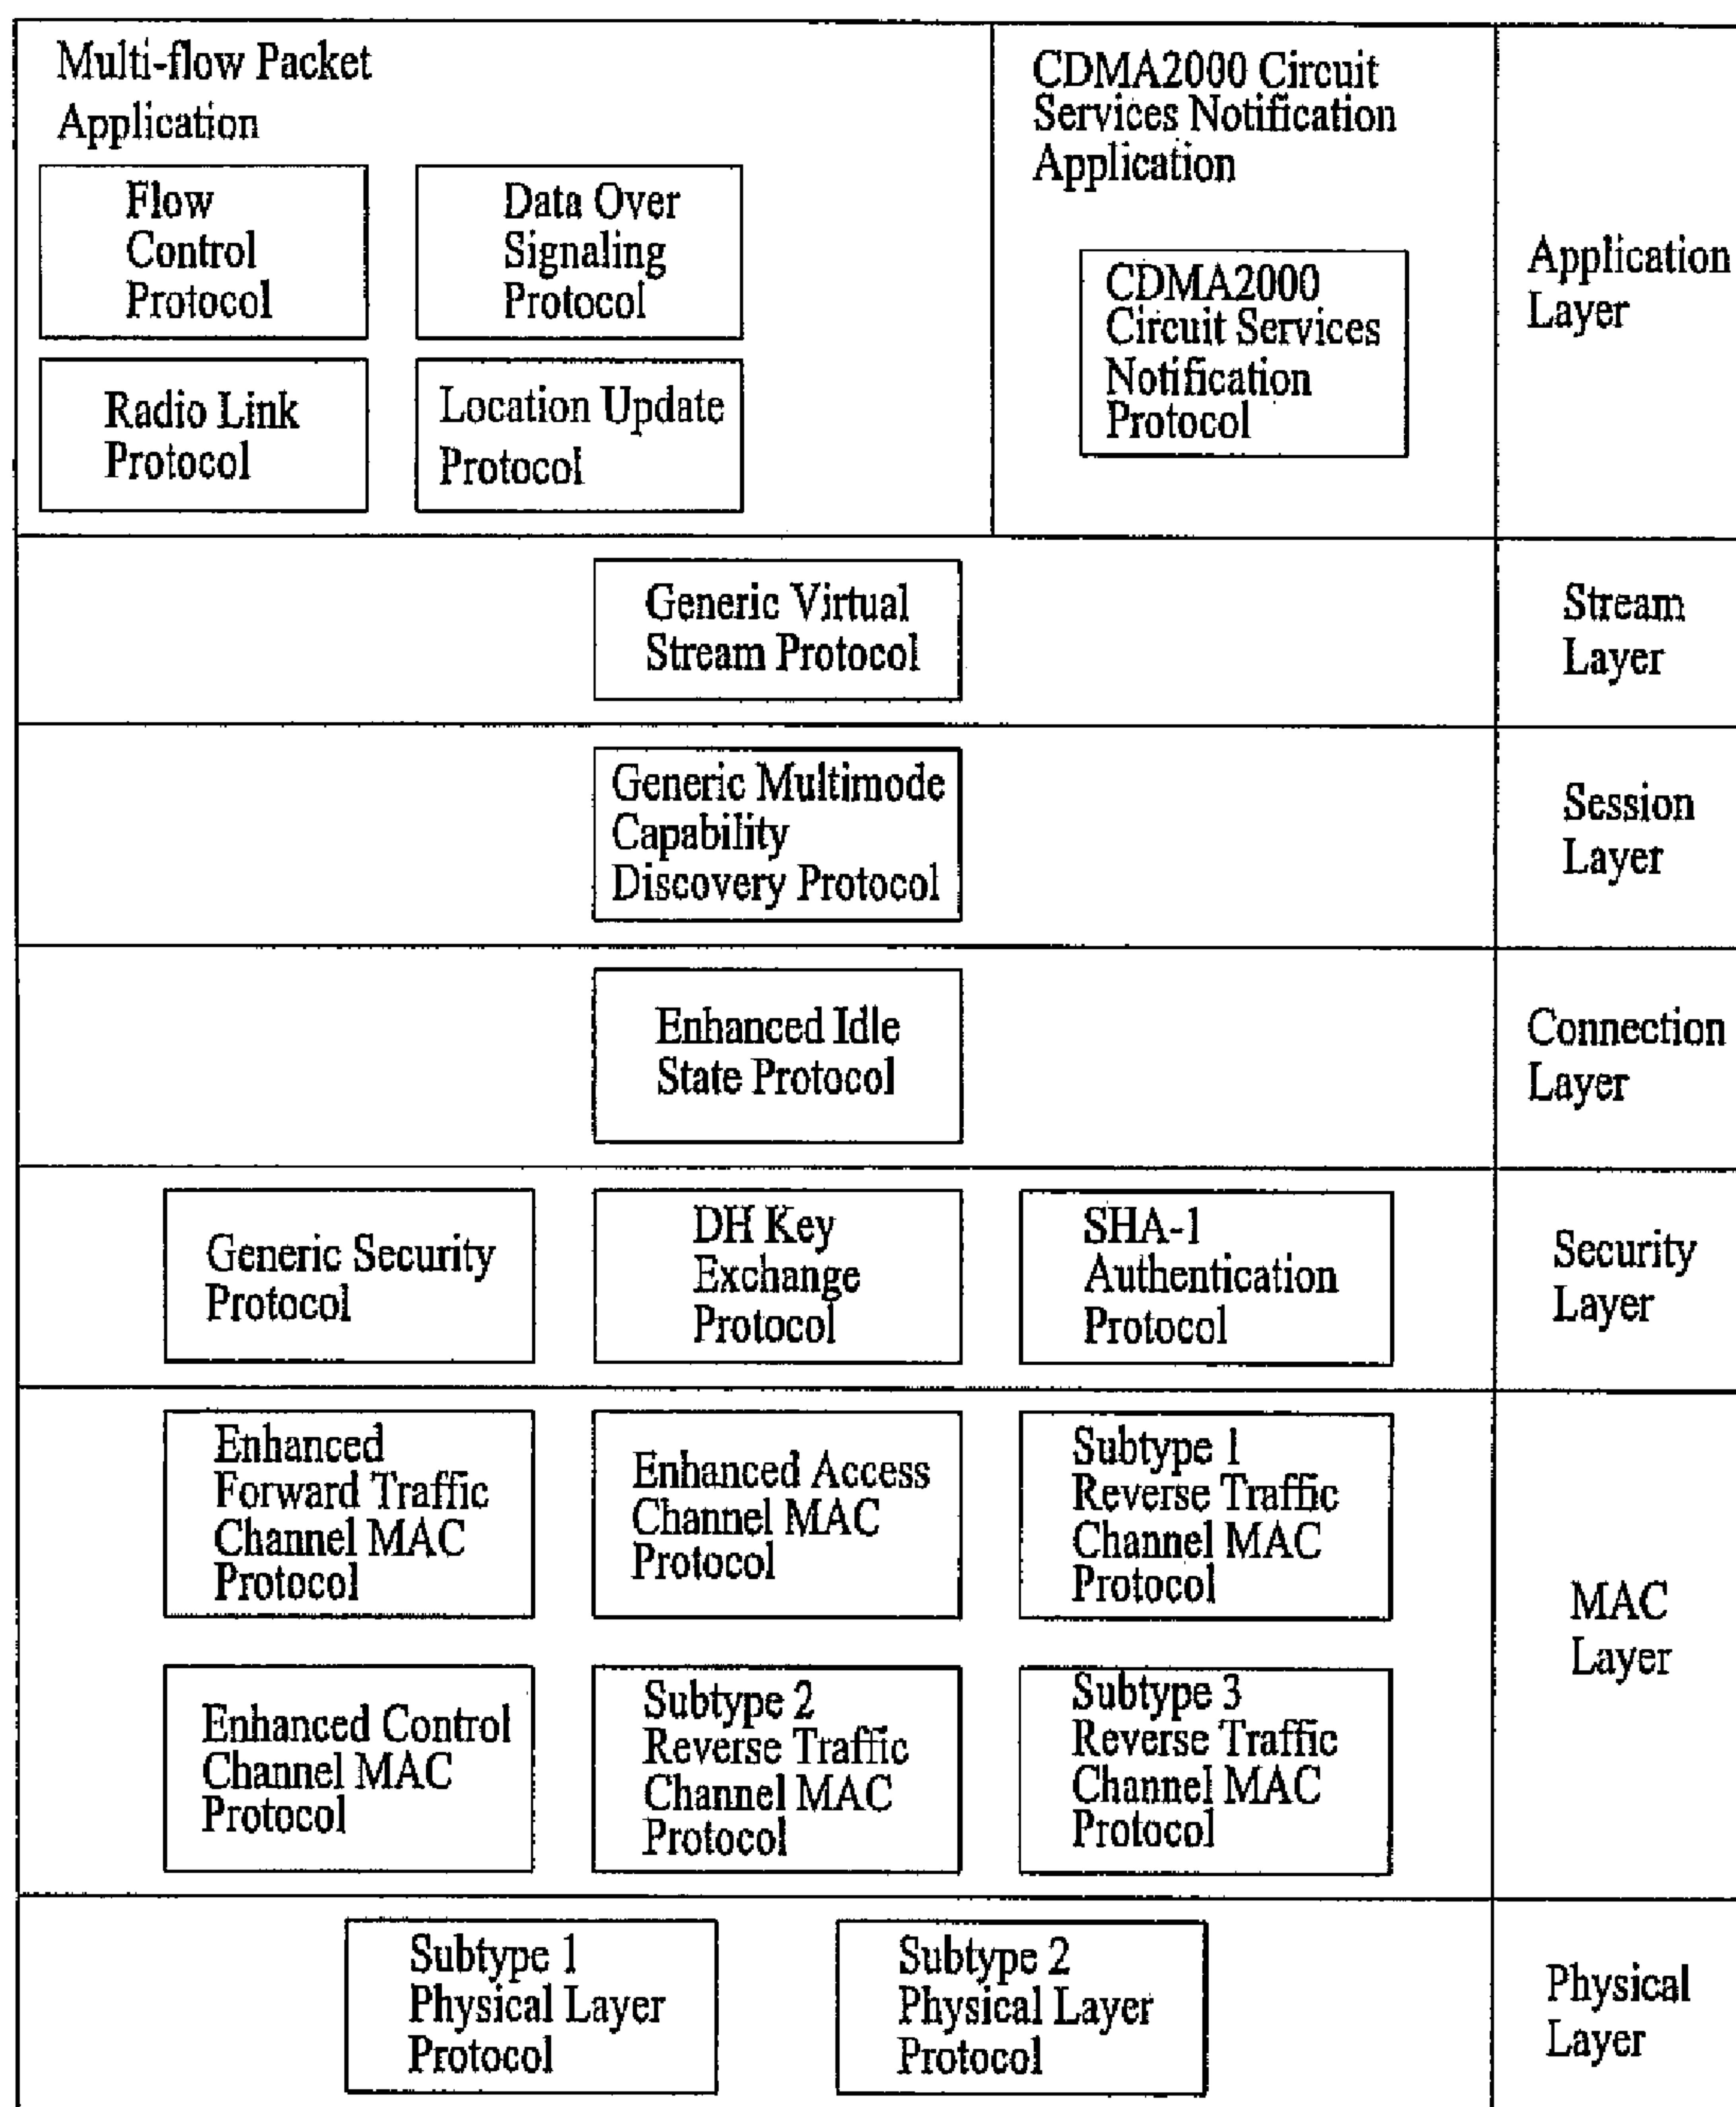 Multi-flow Packet
Application
Flow
Control
Protocol
Data Over
Signaling
Protocol
Radio Link
Protocol
Location Update
Protocol
CDMA2000 Circuit
Services Notification
Application
CDMA2000
Circuit Services
Notification
Protocol
Application
Layer
Generic Virtual
Stream Protocol
Stream
Layer
Generic Multimode
Capability
Discovery Protocol
Session
Layer
Enhanced Idle
State Protocol
Connection
Layer
Generic Security
Protocol
DH Key
Exchange
Protocol
SHA-1
Authentication
Protocol
Security
Layer
Enhanced
Forward Traffic
Channel MAC
Protocol
Enhanced Access
Channel MAC
Protocol
Subtype 1
Reverse Traffic
Channel MAC
Protocol
Enhanced Control
Channel MAC
Protocol
Subtype 2
Reverse Traffic
Channel MAC
Protocol
Subtype 3
Reverse Traffic
Channel MAC
Protocol
MAC
Layer
Subtype 1
Physical Layer
Protocol
Subtype 2
Physical Layer
Protocol
Physical
Layer